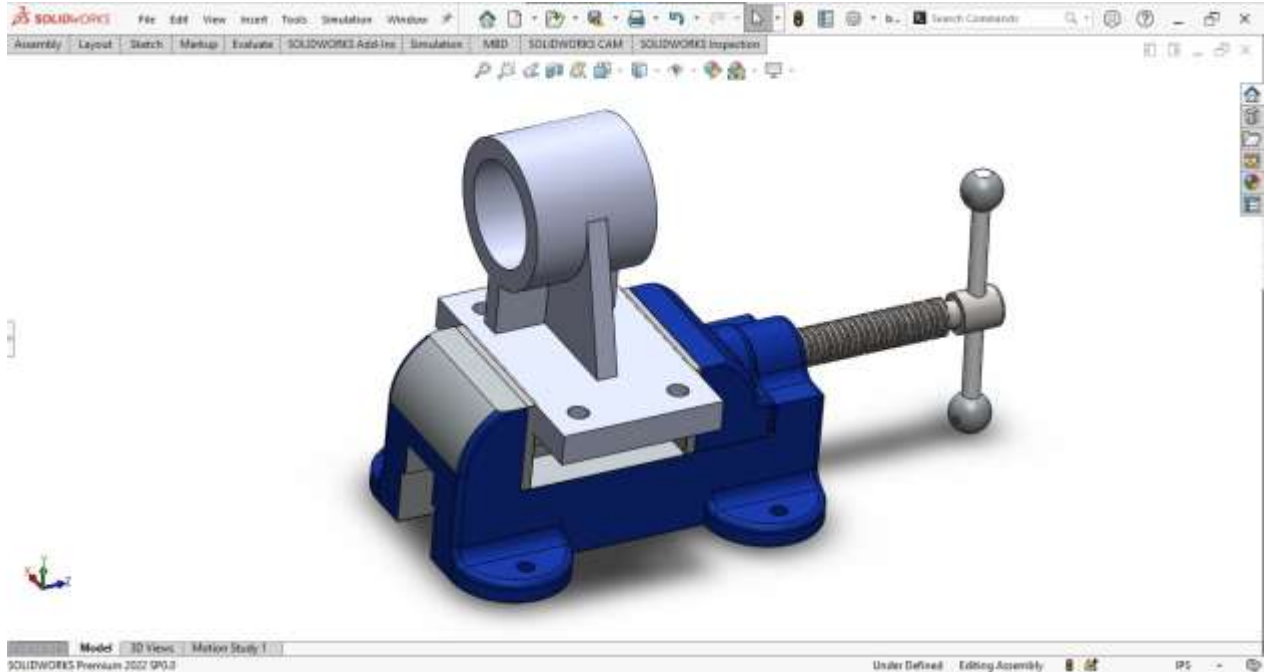 SOLIDWORKS File Edit View Insert Tools Simulation Window Search Commands
Assembly Layout Sketch Markup Evaluate SOLIDWORKS Add-Ins Simulation MBD SOLIDWORKS CAM SOLIDWORKS Inspection
Y
X
Z
Model 3D Views Motion Study 1
SOLIDWORKS Premium 2022 SP0.0 Under Defined Editing Assembly IPS